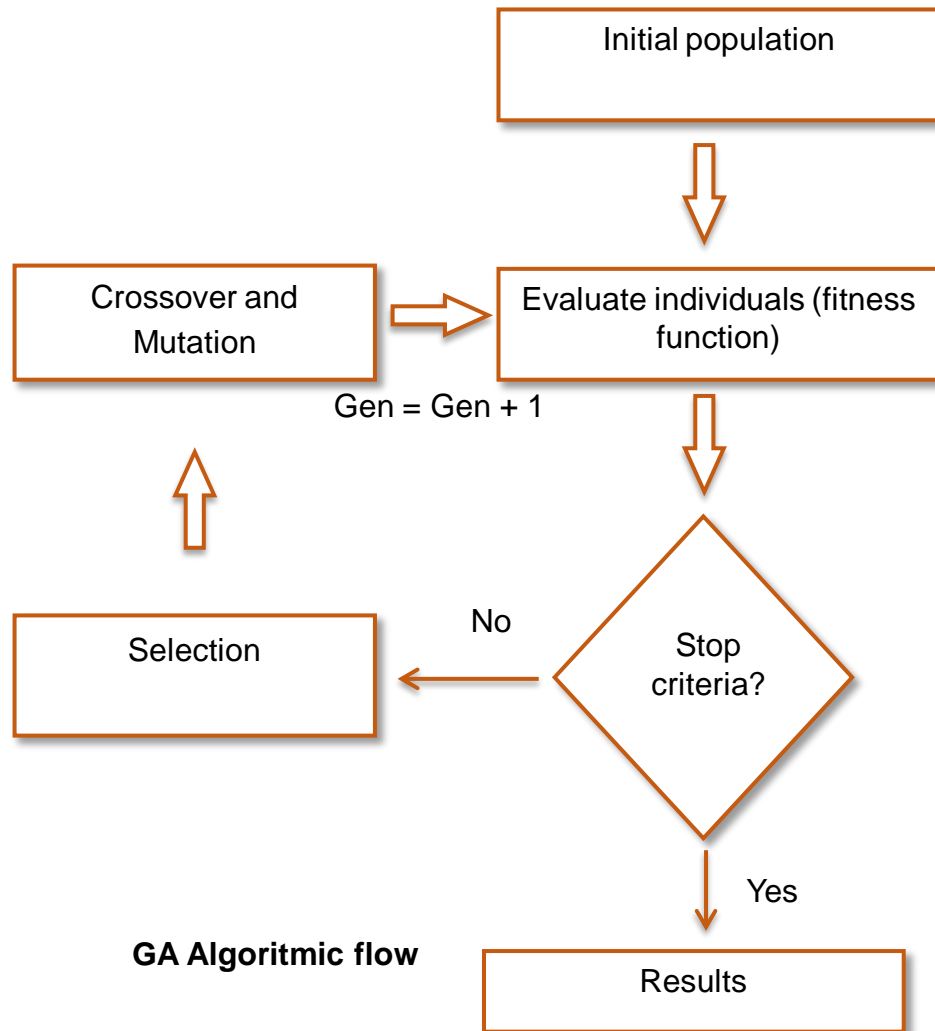 Initial population
Crossover and
Mutation
Evaluate individuals (fitness
function)
Gen = Gen + 1
Selection
No
Stop
criteria?
Yes
GA Algoritmic flow
Results